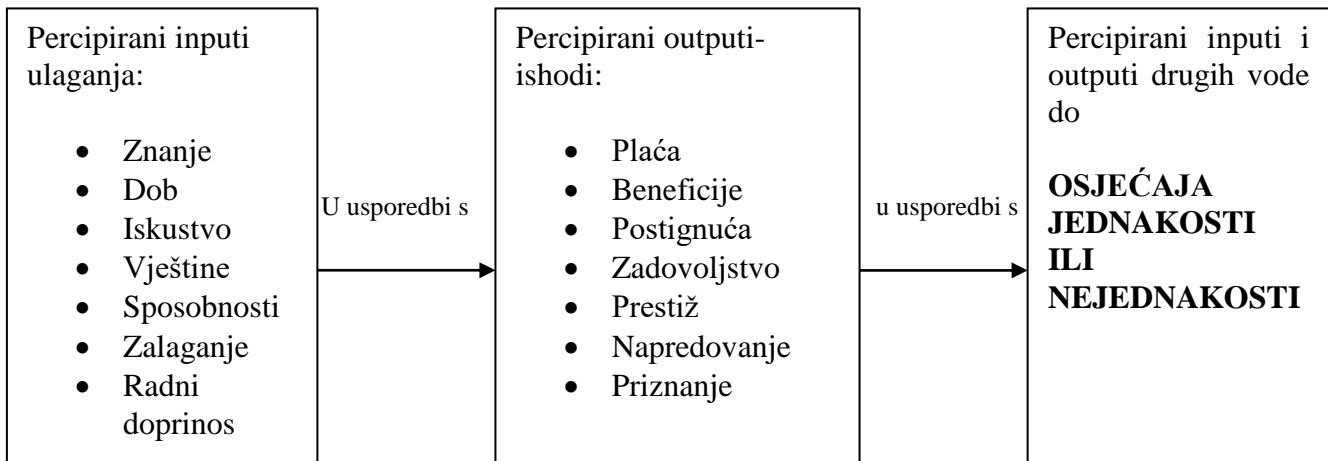 Percipirani inputi
ulaganja:
• Znanje
• Dob
• Iskustvo
• Vještine
• Sposobnosti
• Zalaganje
• Radni
doprinos
U usporedbi s
Percipirani outputi-
ishodi:
• Plaća
• Beneficije
• Postignuća
• Zadovoljstvo
• Prestiž
• Napredovanje
• Priznanje
u usporedbi s
Percipirani inputi i
outputi drugih vode
do
OSJEĆAJA
JEDNAKOSTI
ILI
NEJEDNAKOSTI